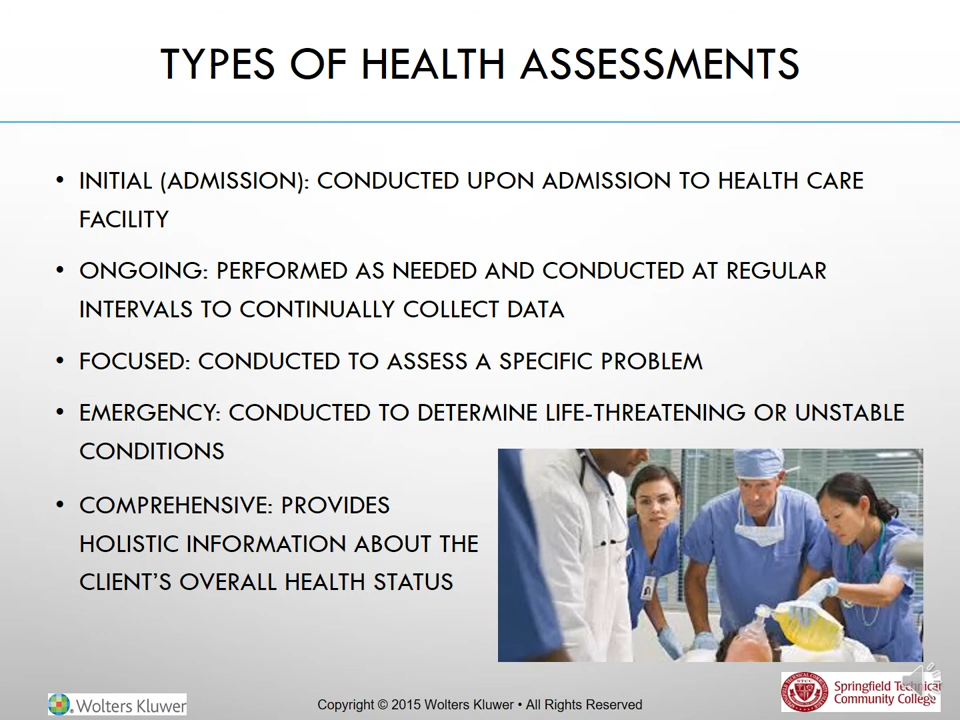 TYPES OF HEALTH ASSESSMENTS
• INITIAL (ADMISSION): CONDUCTED UPON ADMISSION TO HEALTH CARE
FACILITY
• ONGOING: PERFORMED AS NEEDED AND CONDUCTED AT REGULAR
INTERVALS TO CONTINUALLY COLLECT DATA
• FOCUSED: CONDUCTED TO ASSESS A SPECIFIC PROBLEM
• EMERGENCY: CONDUCTED TO DETERMINE LIFE-THREATENING OR UNSTABLE
CONDITIONS
• COMPREHENSIVE: PROVIDES
HOLISTIC INFORMATION ABOUT THE
CLIENT'S OVERALL HEALTH STATUS
Wolters Kluwer
Copyright © 2015 Wolters Kluwer • All Rights Reserved
Springfield Technical
Community College